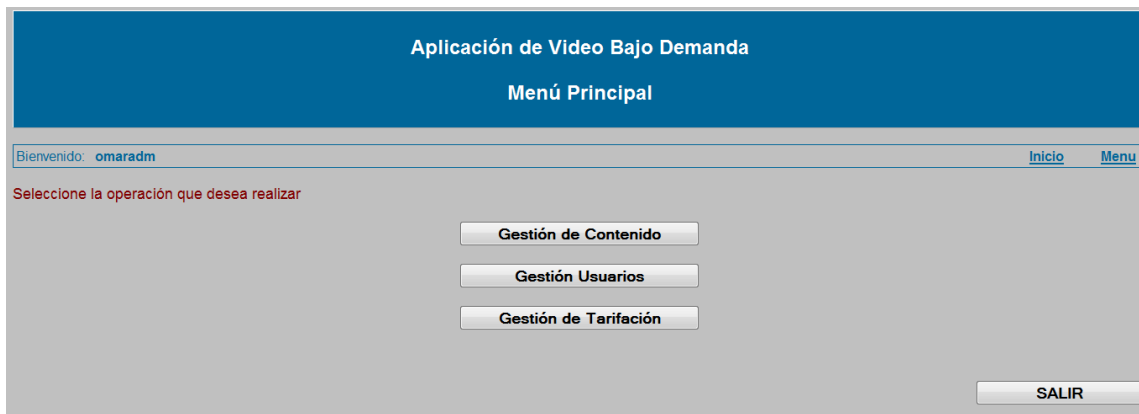 Aplicación de Video Bajo Demanda
Menú Principal
Bienvenido: omaradm Inicio Menu
Seleccione la operación que desea realizar
Gestión de Contenido
Gestión Usuarios
Gestión de Tarifación
SALIR